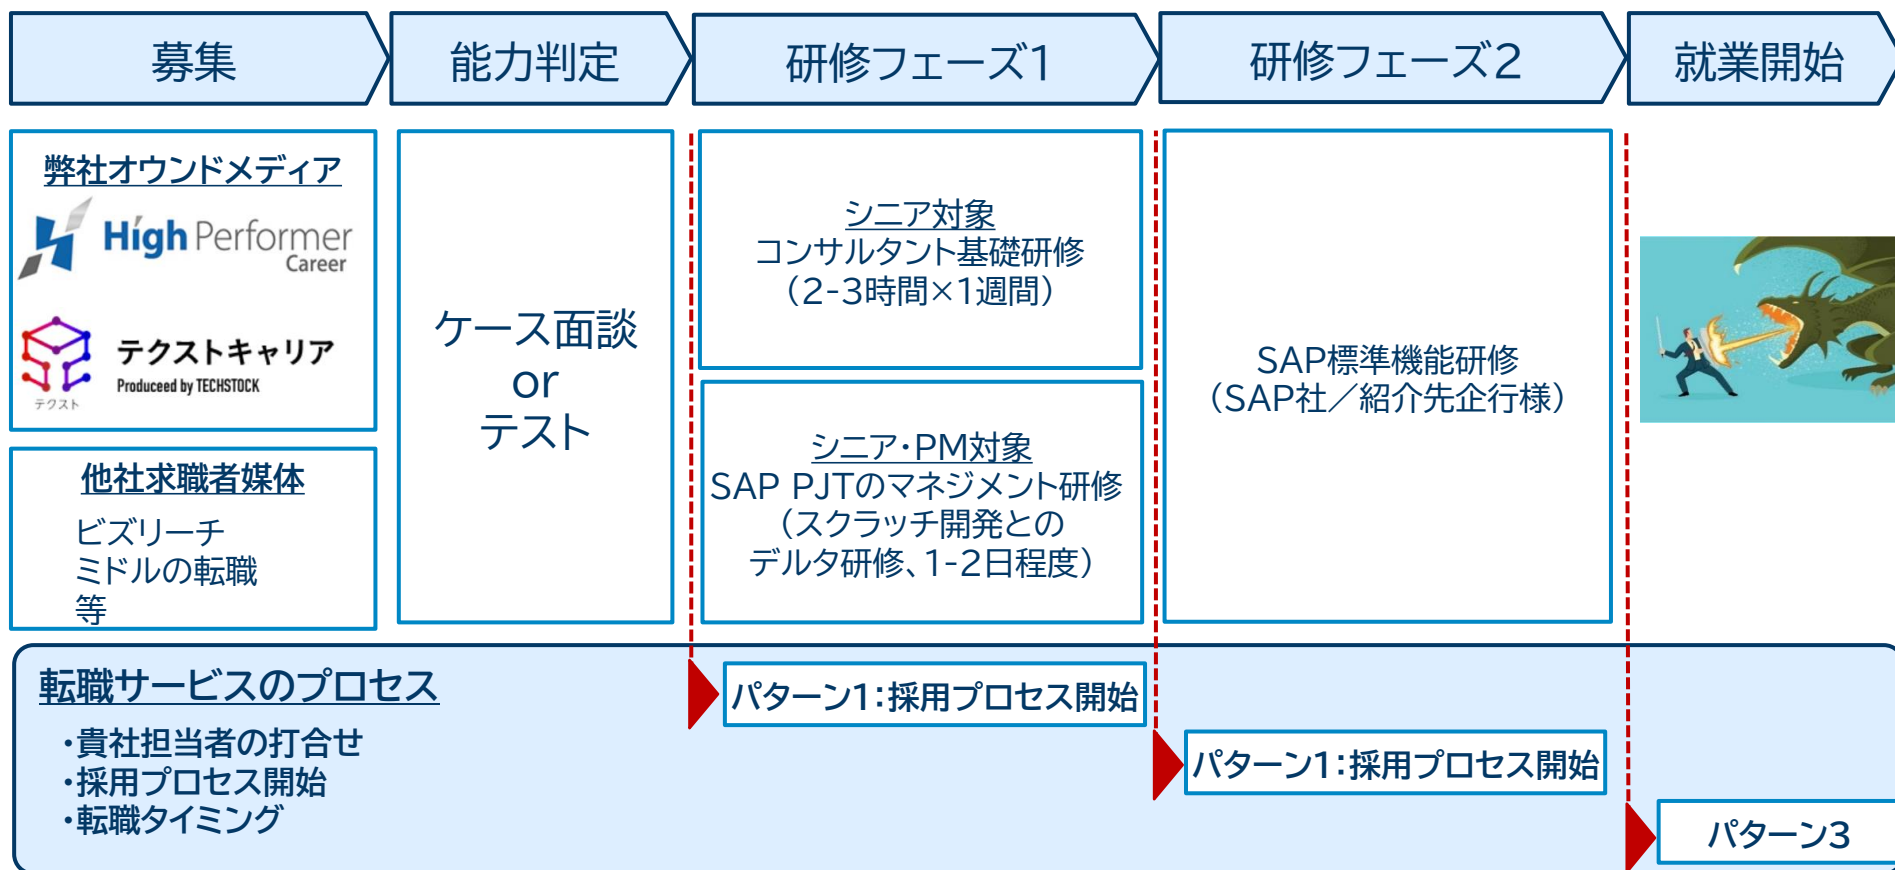 募集
能力判定
研修フェーズ1
研修フェーズ2
就業開始
弊社オウンドメディア
High Performer
Career
テクストキャリア
Produceed by TECHSTOCK
テクスト
他社求職者媒体
ビズリーチ
ミドルの転職
等
ケース面談
or
テスト
シニア対象
コンサルタント基礎研修
（2-3時間×1週間）
シニア・PM対象
SAP PJTのマネジメント研修
（スクラッチ開発との
デルタ研修、1-2日程度）
SAP標準機能研修
（SAP社／紹介先企行様）
転職サービスのプロセス
・貴社担当者の打合せ
・採用プロセス開始
・転職タイミング
パターン1：採用プロセス開始
パターン1：採用プロセス開始
パターン3